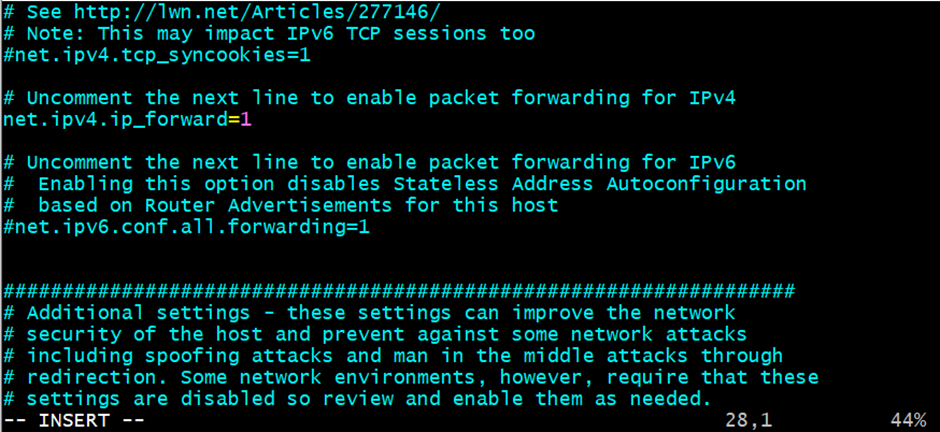 # See http://lwn.net/Articles/277146/
# Note: This may impact IPv6 TCP sessions too
#net.ipv4.tcp_syncookies=1
# Uncomment the next line to enable packet forwarding for IPv4
net.ipv4.ip_forward=1
# Uncomment the next line to enable packet forwarding for IPv6
#  Enabling this option disables Stateless Address Autoconfiguration
#  based on Router Advertisements for this host
#net.ipv6.conf.all.forwarding=1
###################################################################
# Additional settings - these settings can improve the network
# security of the host and prevent against some network attacks
# including spoofing attacks and man in the middle attacks through
# redirection. Some network environments, however, require that these
# settings are disabled so review and enable them as needed.
-- INSERT --                                                 28,1          44%